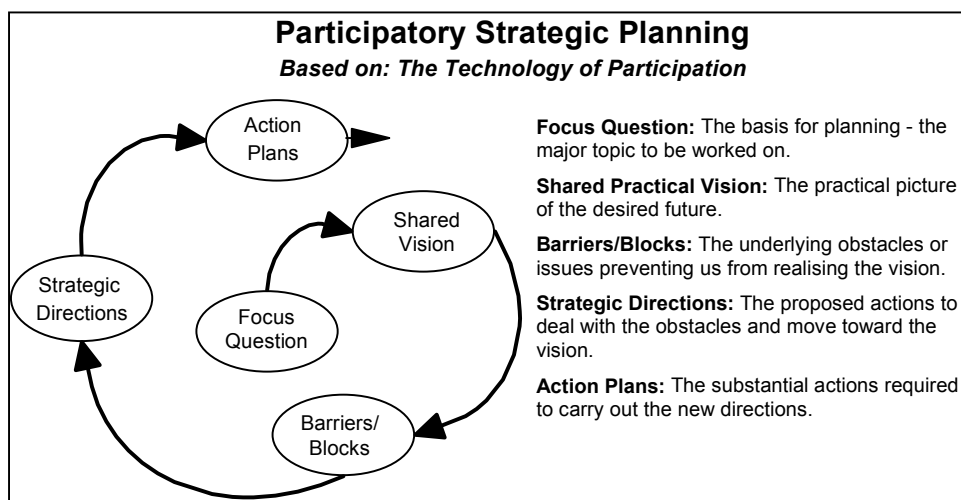 Participatory Strategic Planning
Based on: The Technology of Participation
Action
Plans
Shared
Vision
Strategic
Directions
Focus
Question
Barriers/
Blocks
Focus Question: The basis for planning - the
major topic to be worked on.
Shared Practical Vision: The practical picture
of the desired future.
Barriers/Blocks: The underlying obstacles or
issues preventing us from realising the vision.
Strategic Directions: The proposed actions to
deal with the obstacles and move toward the
vision.
Action Plans: The substantial actions required
to carry out the new directions.